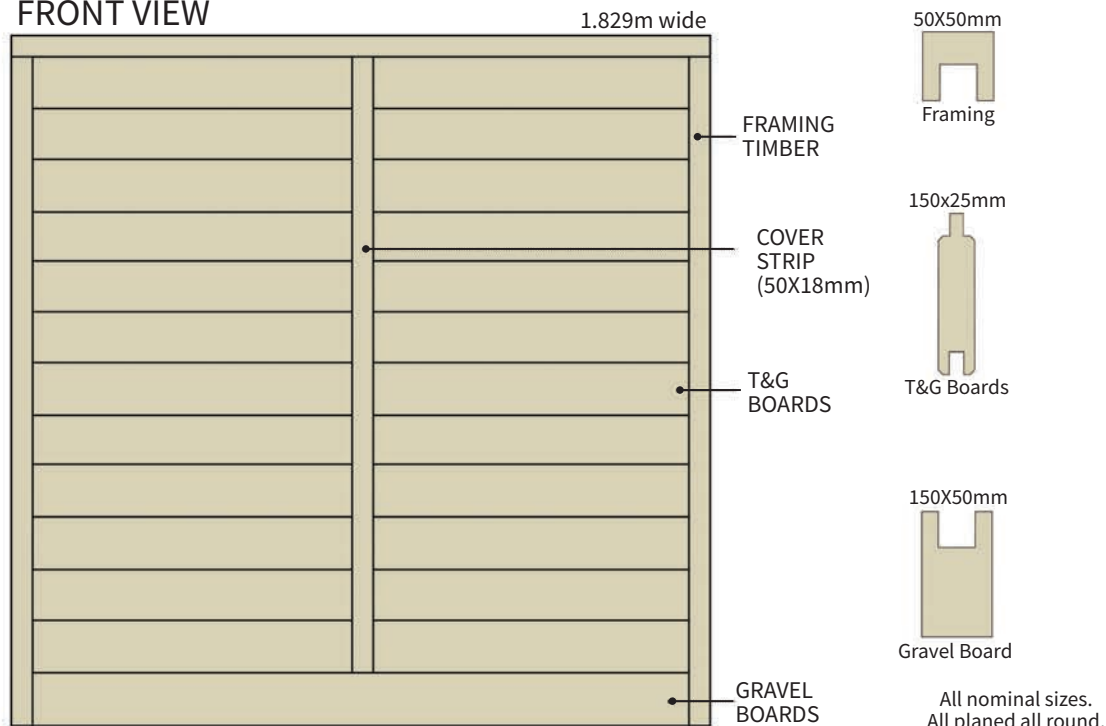 FRONT VIEW
1.829m wide
FRAMING
TIMBER
COVER
STRIP
(50X18mm)
T&G
BOARDS
GRAVEL
BOARDS
50X50mm
Framing
150x25mm
T&G Boards
150X50mm
Gravel Board
All nominal sizes.
All planed all round.